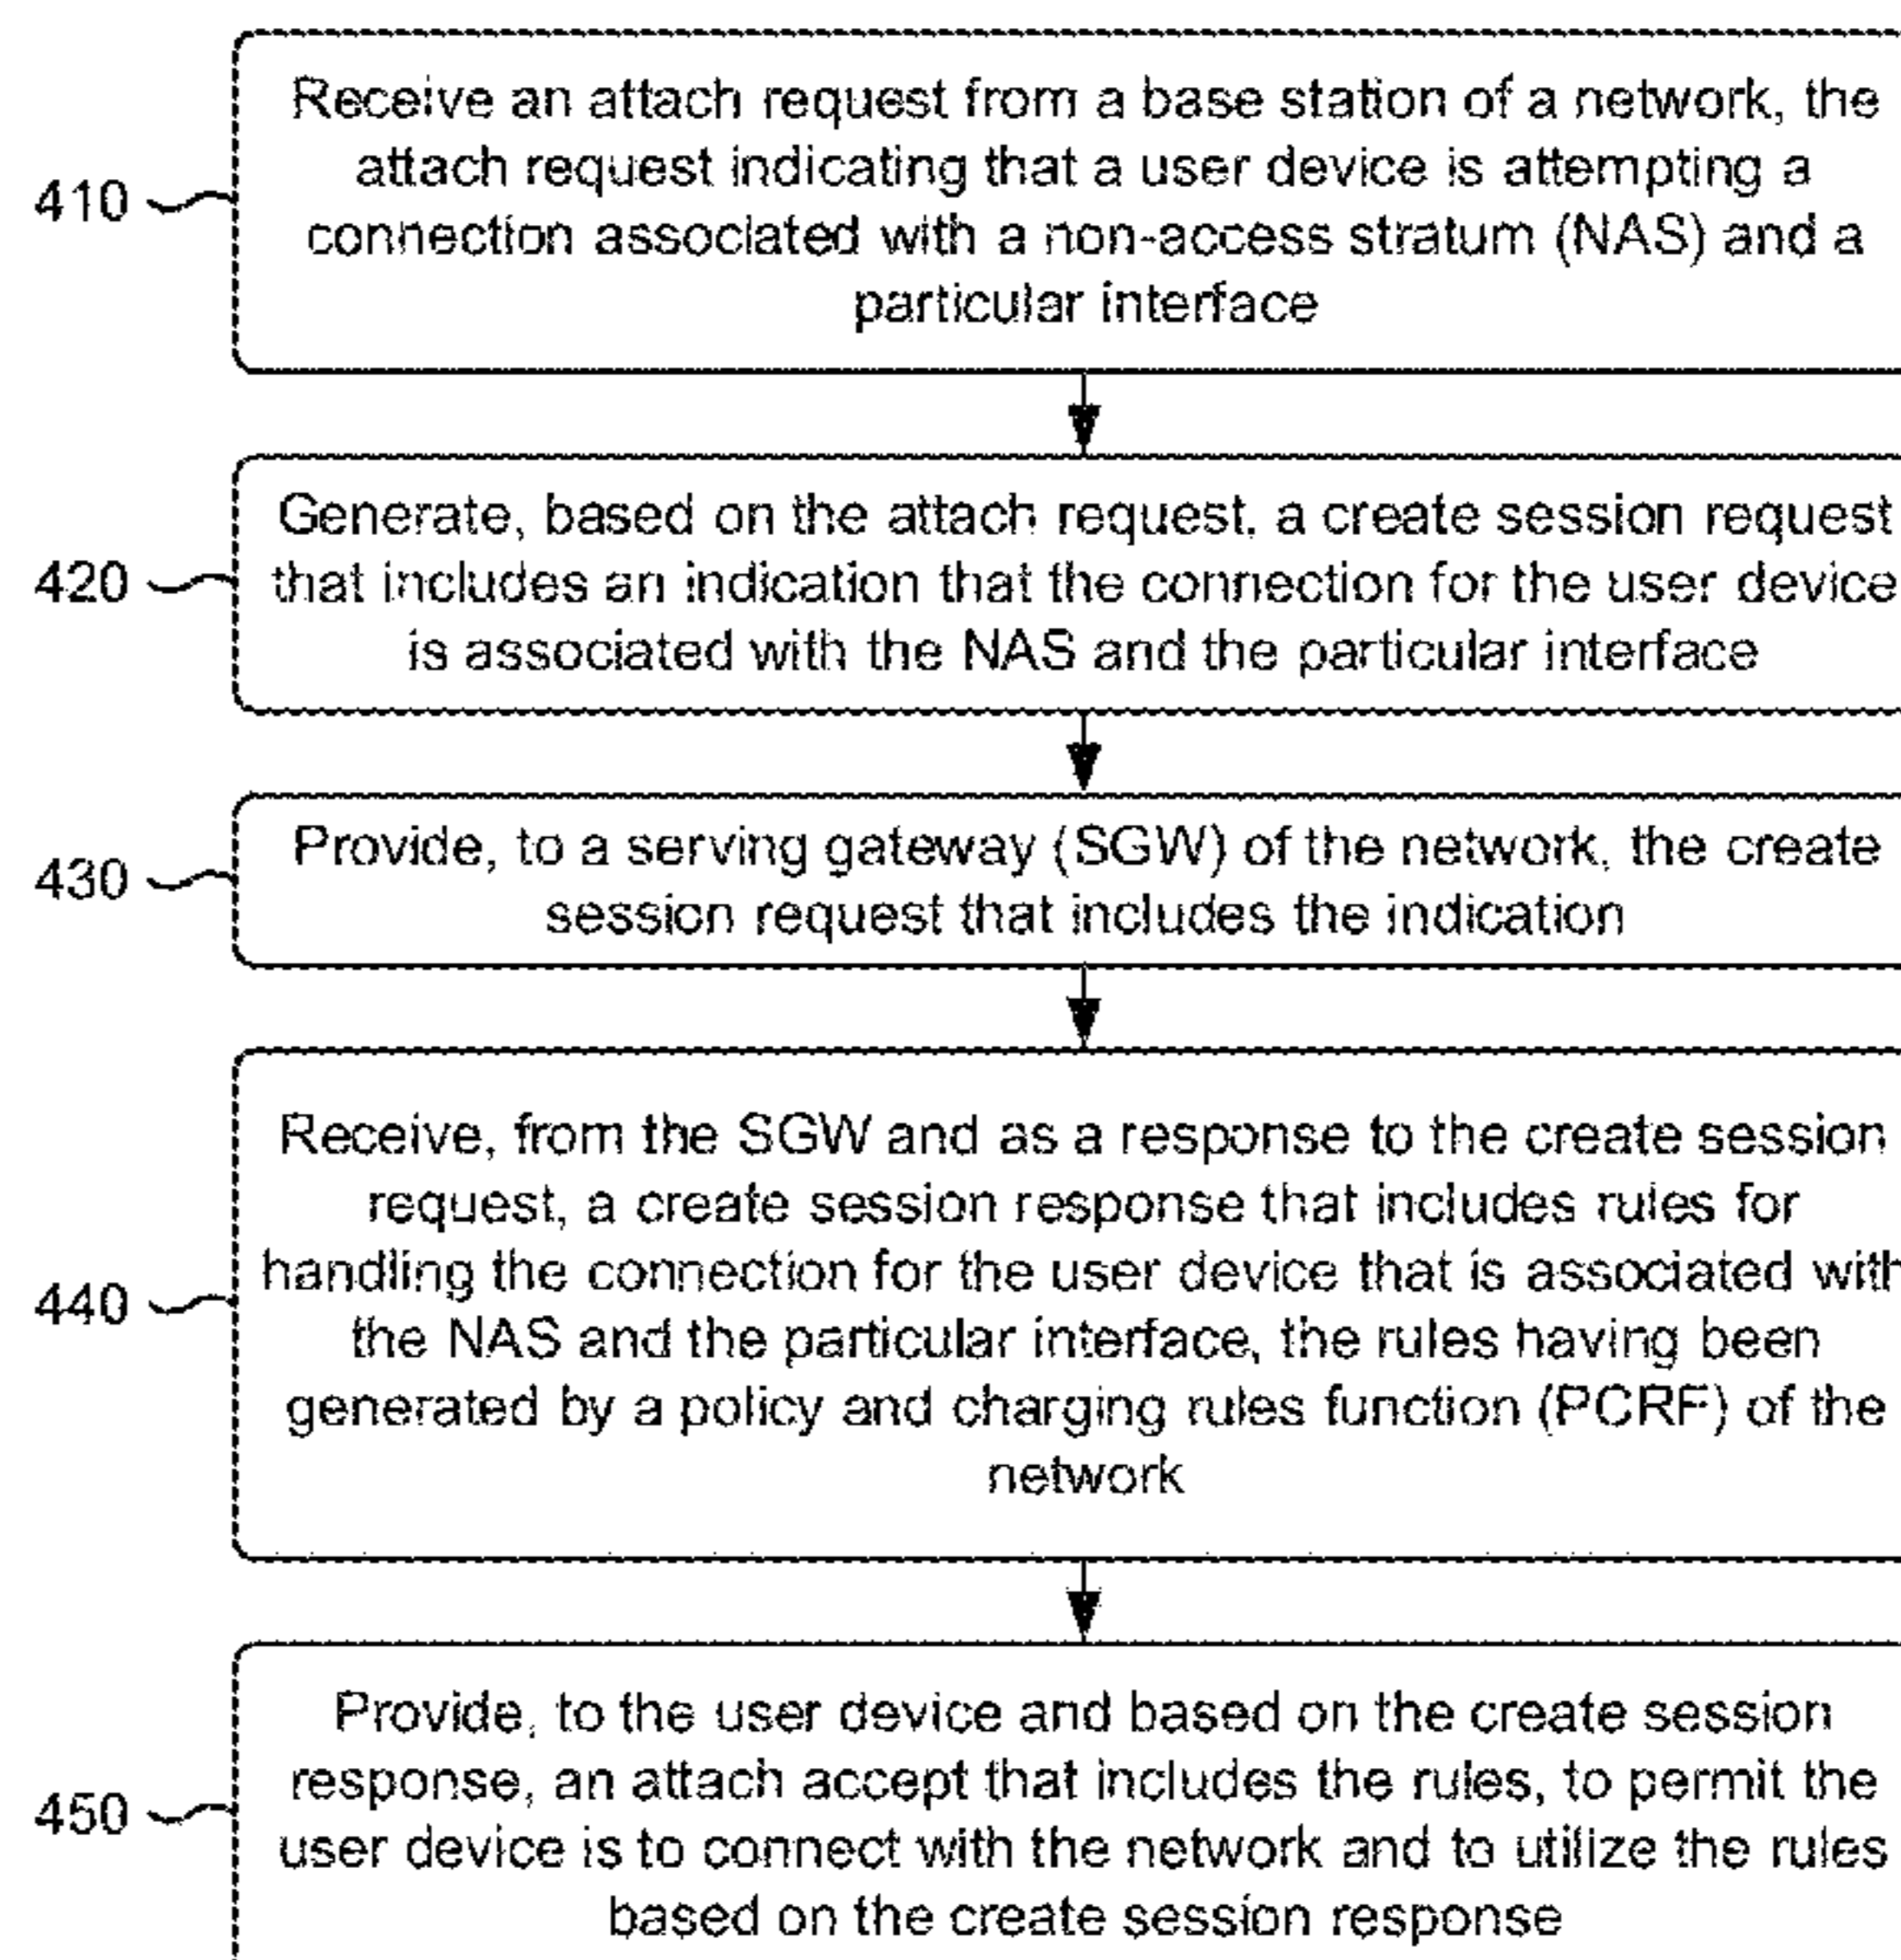 Receive an attach request from a base station of a network, the
attach request indicating that a user device is attempting a
410
connection associated with a non-access stratum (NAS) and a
particular interface
Generate, based on the attach request, a create session request
420
that includes an indication that the connection for the user device
is associated with the NAS and the particular interface
Provide, to a serving gateway (SGW) of the network, the create
430
session request that includes the indication
Receive, from the SGW and as a response to the create session
request, a create session response that includes rules for
handling the connection for the user device that is associated with
440
the NAS and the particular interface, the rules having been
generated by a policy and charging rules function (PCRF) of the
network
Provide, to the user device and based on the create session
response, an attach accept that includes the rules, to permit the
450
user device is to connect with the network and to utilize the rules
based on the create session response